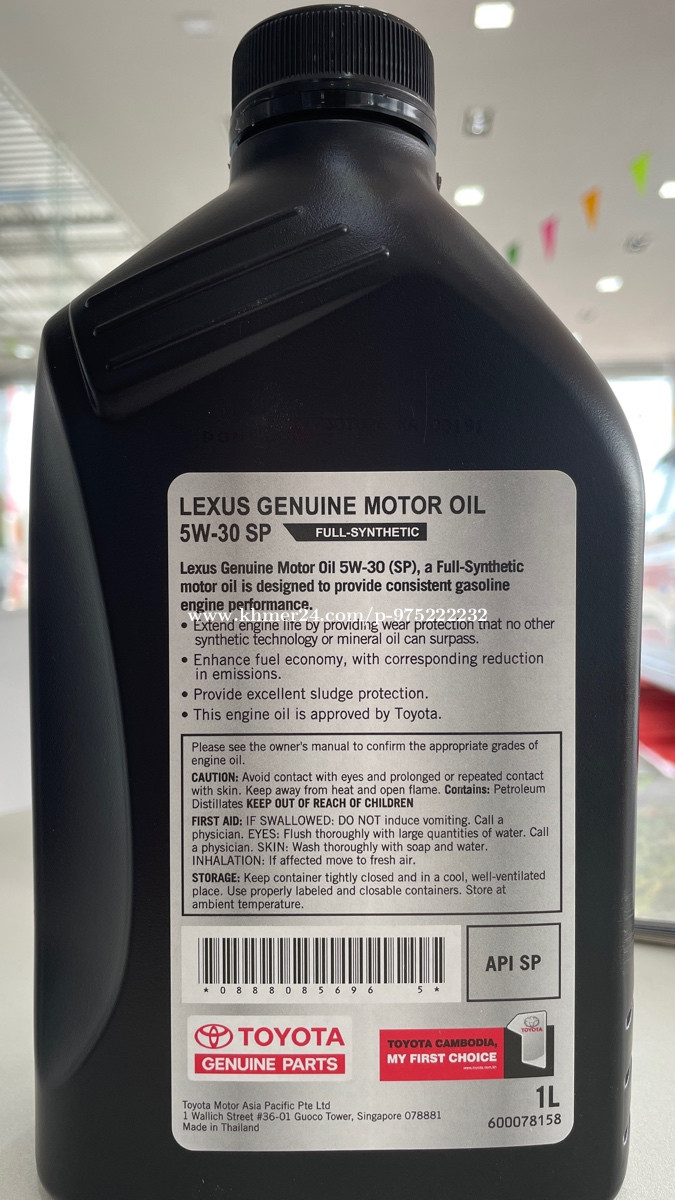 LEXUS GENUINE MOTOR OIL
5W-30 SP FULL-SYNTHETIC
Lexus Genuine Motor Oil 5W-30 (SP), a Full-Synthetic
motor oil is designed to provide consistent gasoline
engine performance.
www.khmer24.com/p-975222232
• Extend engine life by providing wear protection that no other
synthetic technology or mineral oil can surpass.
• Enhance fuel economy, with corresponding reduction
in emissions.
• Provide excellent sludge protection.
• This engine oil is approved by Toyota.
Please see the owner's manual to confirm the appropriate grades of
engine oil.
CAUTION: Avoid contact with eyes and prolonged or repeated contact
with skin. Keep away from heat and open flame. Contains: Petroleum
Distillates KEEP OUT OF REACH OF CHILDREN
FIRST AID: IF SWALLOWED: DO NOT induce vomiting. Call a
physician. EYES: Flush thoroughly with large quantities of water. Call
a physician. SKIN: Wash thoroughly with soap and water.
INHALATION: If affected move to fresh air.
STORAGE: Keep container tightly closed and in a cool, well-ventilated
place. Use properly labeled and closable containers. Store at
ambient temperature.
*0888085696 5*
API SP
TOYOTA
GENUINE PARTS
TOYOTA
TOYOTA CAMBODIA,
MY FIRST CHOICE
1L
Toyota Motor Asia Pacific Pte Ltd
1 Wallich Street #36-01 Guoco Tower, Singapore 078881
Made in Thailand
600078158